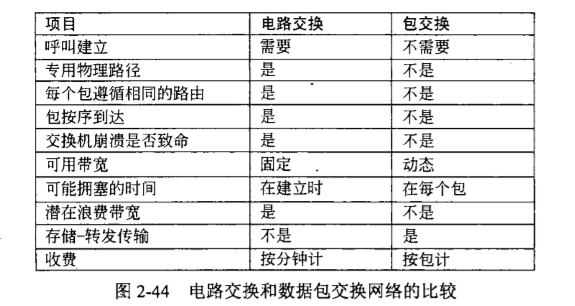 项目 电路交换 包交换
呼叫建立 需要 不需要
专用物理路径 是 不是
每个包遵循相同的路由 是 不是
包按序到达 是 不是
交换机崩溃是否致命 是 不是
可用带宽 固定 动态
可能拥塞的时间 在建立时 在每个包
潜在浪费带宽 是 不是
存储-转发传输 不是 是
收费 按分钟计 按包计
图 2-44 电路交换和数据包交换网络的比较